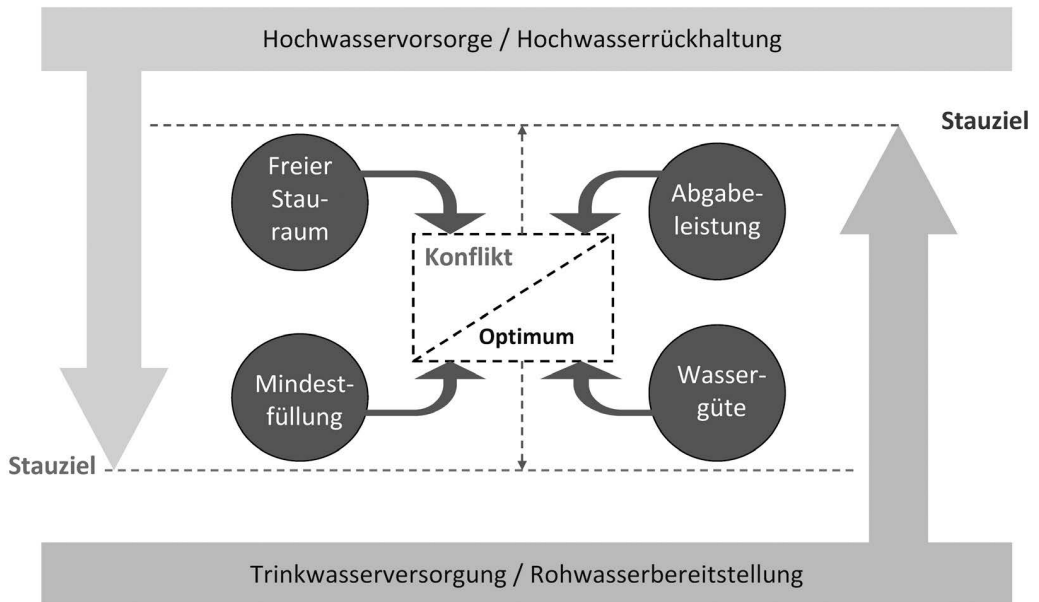 Hochwasservorsorge / Hochwasserrückhaltung
Stauziel
Freier
Stau-
raum
Abgabe-
leistung
Konflikt
Optimum
Mindest-
füllung
Wasser-
güte
Stauziel
Trinkwasserversorgung / Rohwasserbereitstellung